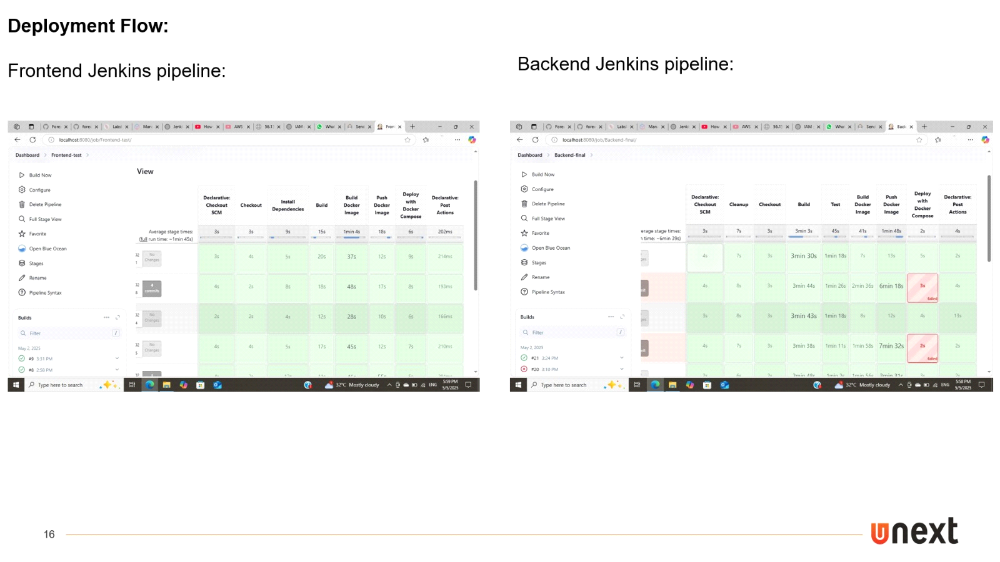 Deployment Flow:
Frontend Jenkins pipeline:
Backend Jenkins pipeline:
localhost:8080/job/Frontend-test/
Dashboard > Frontend-test >
Build Now
Configure
Delete Pipeline
Full Stage View
Favorite
Open Blue Ocean
Stages
Rename
Pipeline Syntax
Builds
Filter /
May 2, 2025
#9 3:31 PM
#8 2:58 PM
View
Declarative: Checkout SCM
Checkout
Install Dependencies
Build
Build Docker Image
Push Docker Image
Deploy with Docker Compose
Declarative: Post Actions
Average stage times:
(full run time: ~1min 45s)
3s 3s 9s 15s 1min 4s 18s 6s 202ms
No Changes
3s 4s 5s 20s 37s 12s 9s 214ms
4 commits
4s 2s 8s 18s 48s 17s 8s 193ms
No Changes
2s 2s 4s 12s 28s 10s 6s 166ms
No Changes
4s 4s 5s 17s 45s 12s 7s 210ms
Type here to search
32°C Mostly cloudy
ENG
5:59 PM
5/5/2025
localhost:8080/job/Backend-final/
Dashboard > Backend-final >
Build Now
Configure
Delete Pipeline
Full Stage View
Favorite
Open Blue Ocean
Stages
Rename
Pipeline Syntax
Builds
Filter /
May 2, 2025
#21 3:24 PM
#20 3:10 PM
Declarative: Checkout SCM
Cleanup
Checkout
Build
Test
Build Docker Image
Push Docker Image
Deploy with Docker Compose
Declarative: Post Actions
erage stage times:
time: ~6min 39s)
3s 7s 3s 3min 3s 45s 41s 1min 48s 2s 4s
4s 7s 3s 3min 30s 1min 18s 7s 13s 5s 2s
4s 8s 3s 3min 44s 1min 26s 2min 36s 6min 18s 3s failed 4s
3s 8s 3s 3min 43s 1min 18s 8s 12s 4s 13s
4s 7s 3s 3min 38s 1min 11s 1min 58s 7min 32s 2s failed 2s
Type here to search
32°C Mostly cloudy
ENG
5:58 PM
5/5/2025
16
unext